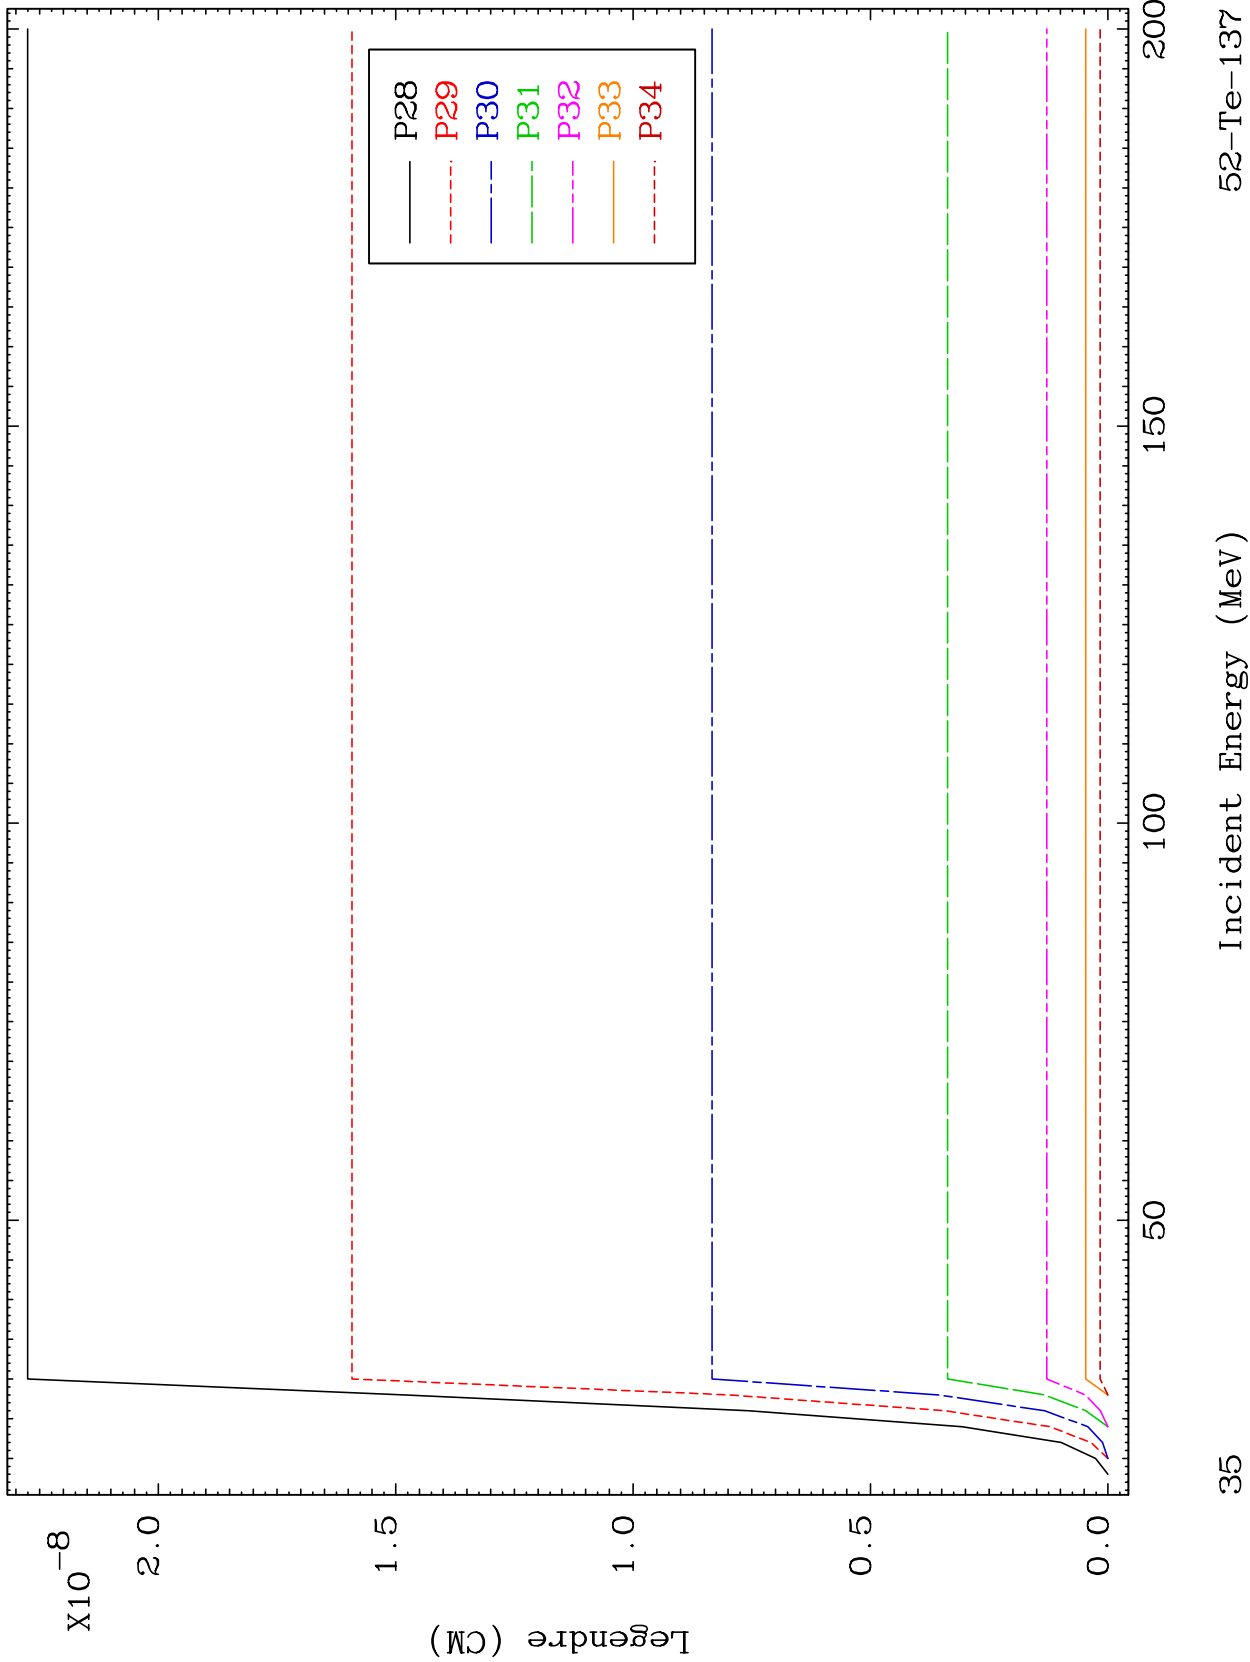 X10-8
2.0
1.5
1.0
0.5
0.0
Legendre (CM)
P28
P29
P30
P31
P32
P33
P34
50
100
150
200
35
Incident Energy (MeV)
52-Te-137